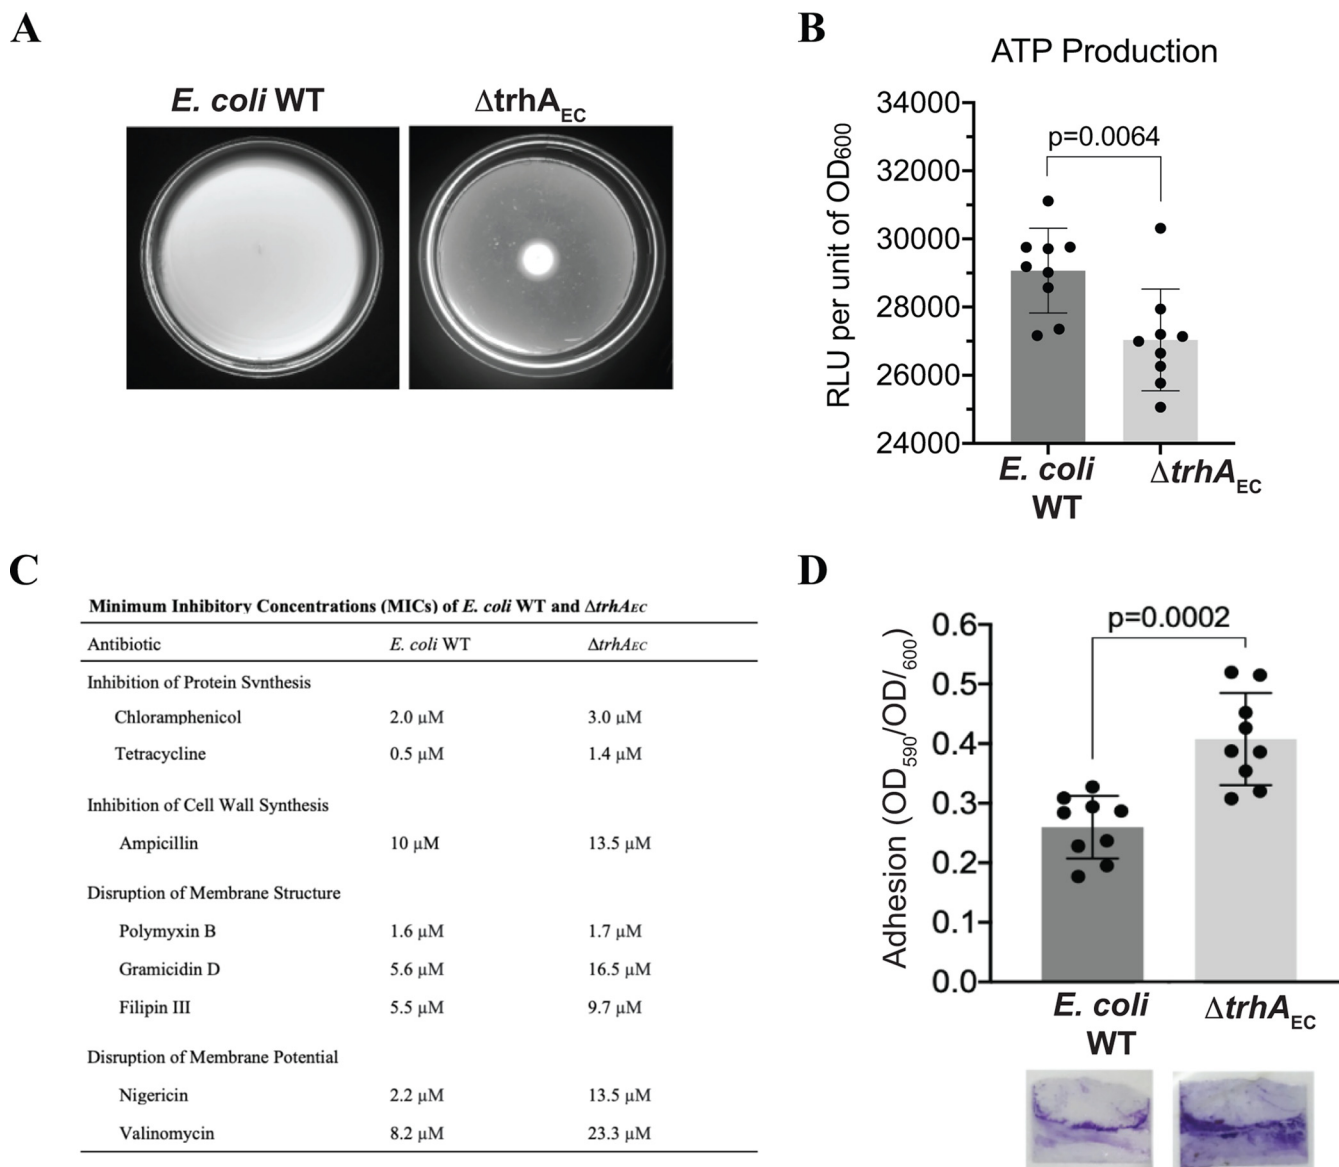 A
E. coli WT
ΔtrhAEC
B
ATP Production
RLU per unit of OD600
34000
32000
30000
28000
26000
24000
p=0.0064
E. coli
WT
ΔtrhAEC
C
Minimum Inhibitory Concentrations (MICs) of E. coli WT and ΔtrhAEC
Antibiotic E. coli WT ΔtrhAEC
Inhibition of Protein Synthesis
Chloramphenicol 2.0 µM 3.0 µM
Tetracycline 0.5 µM 1.4 µM
Inhibition of Cell Wall Synthesis
Ampicillin 10 µM 13.5 µM
Disruption of Membrane Structure
Polymyxin B 1.6 µM 1.7 µM
Gramicidin D 5.6 µM 16.5 µM
Filipin III 5.5 µM 9.7 µM
Disruption of Membrane Potential
Nigericin 2.2 µM 13.5 µM
Valinomycin 8.2 µM 23.3 µM
D
Adhesion (OD590/OD/600)
0.6
0.5
0.4
0.3
0.2
0.1
0.0
p=0.0002
E. coli
WT
ΔtrhAEC